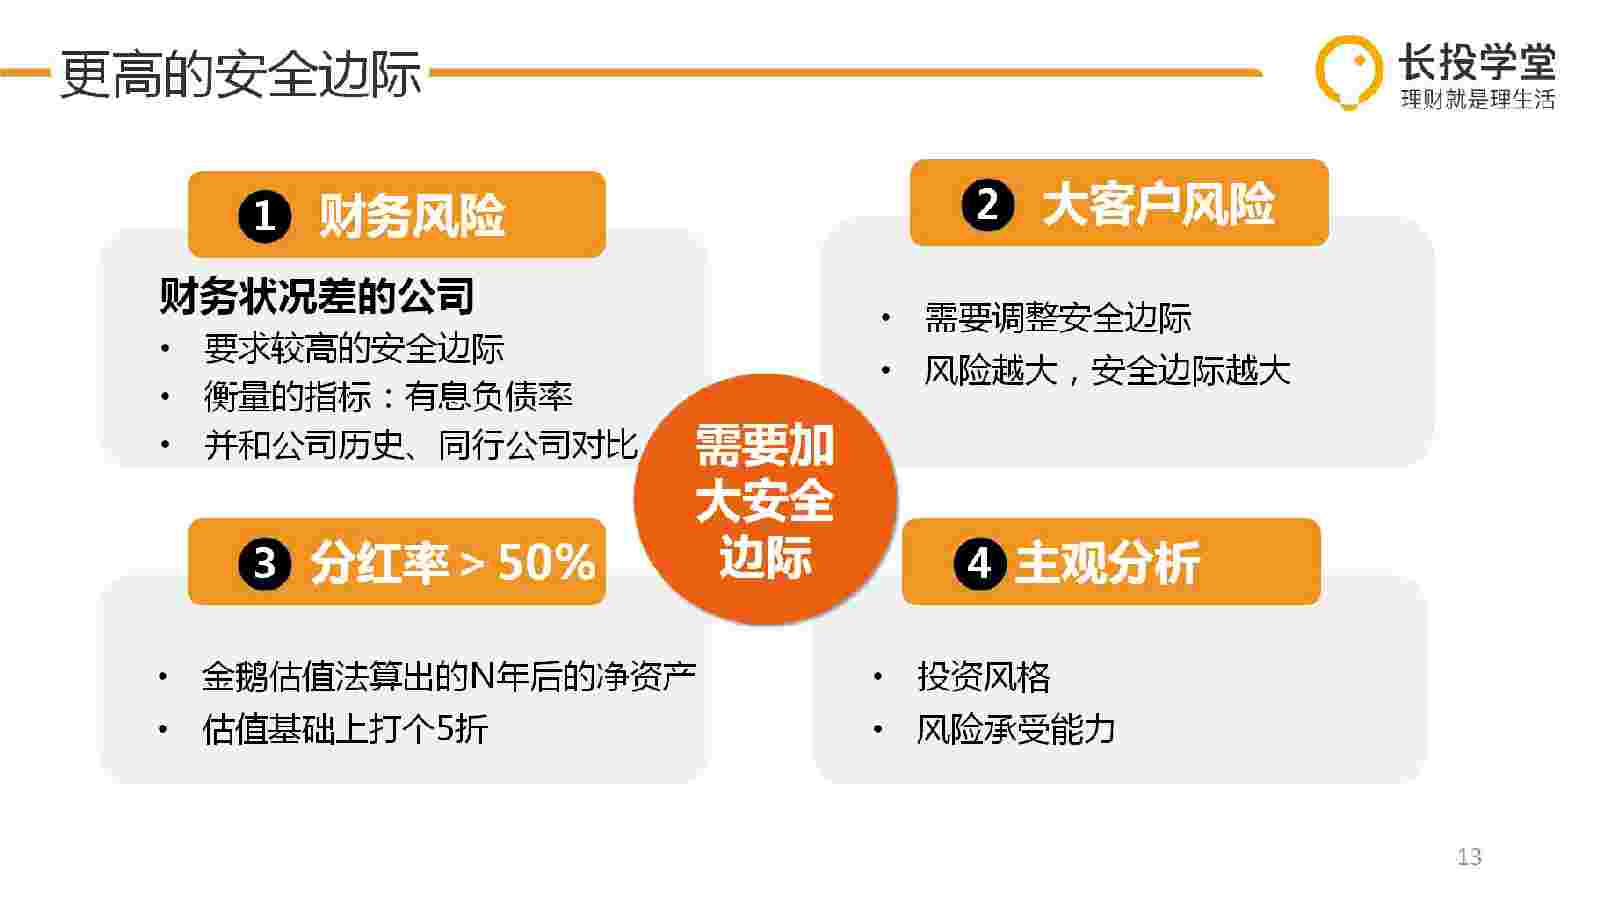 更高的安全边际
长投学堂
理财就是理生活
1 财务风险
财务状况差的公司
• 要求较高的安全边际
• 衡量的指标：有息负债率
• 并和公司历史、同行公司对比
2 大客户风险
• 需要调整安全边际
• 风险越大，安全边际越大
需要加
大安全
边际
3 分红率＞50%
• 金鹅估值法算出的N年后的净资产
• 估值基础上打个5折
4 主观分析
• 投资风格
• 风险承受能力
13